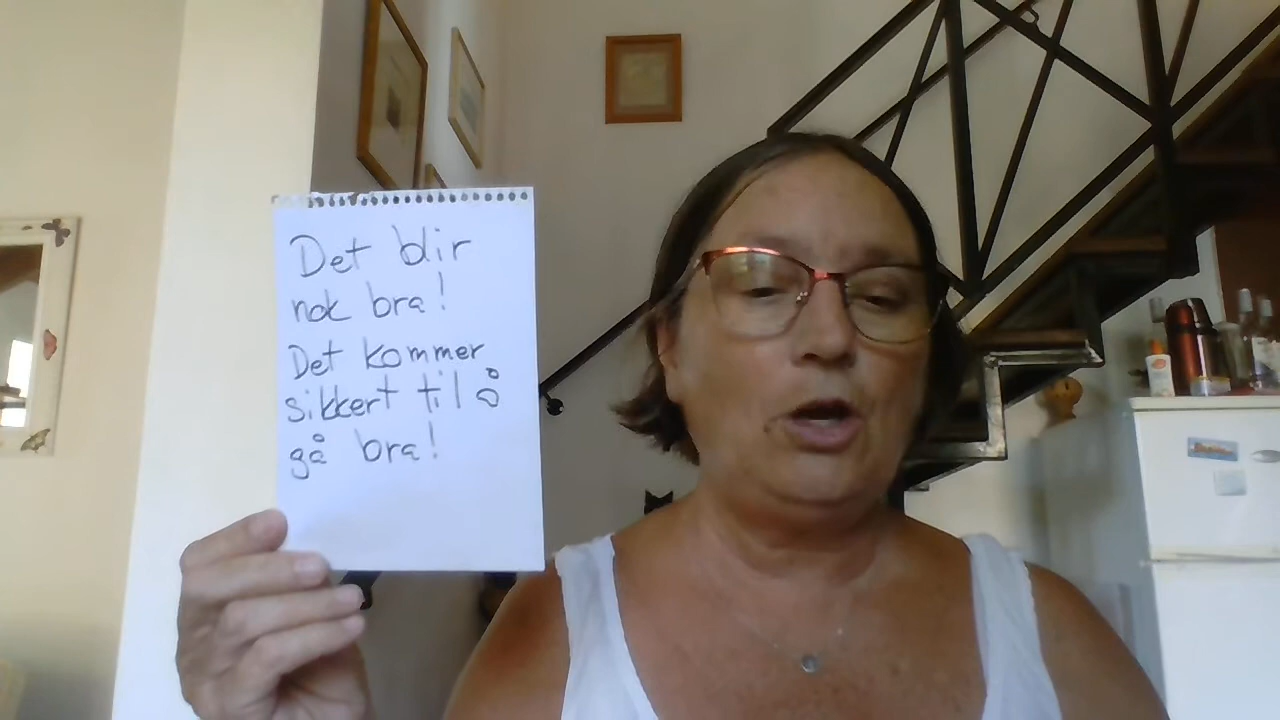 Det blir
nok bra!
Det kommer
sikkert til å
gå bra!